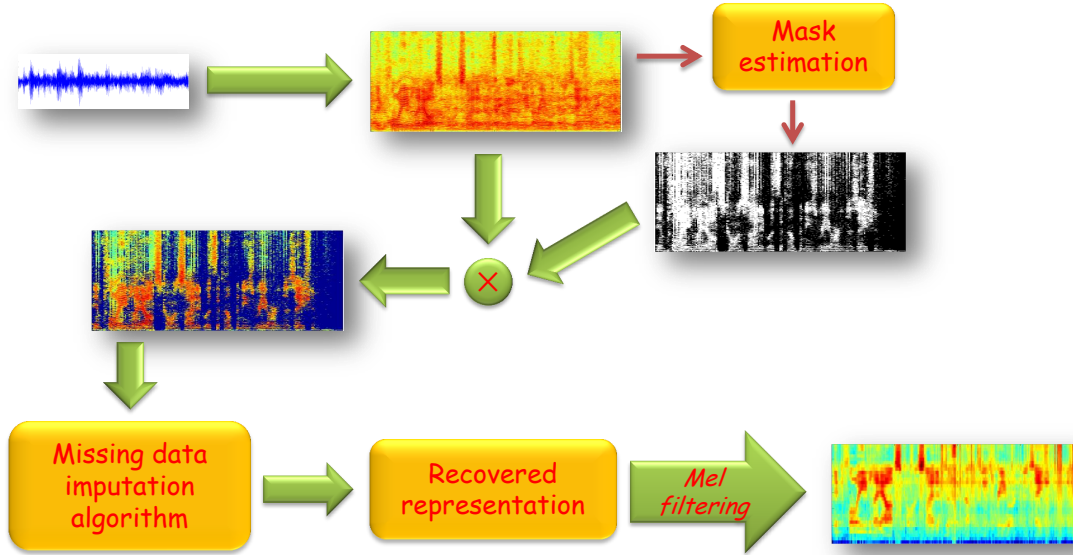 Mask
estimation
×
Missing data
imputation
algorithm
Recovered
representation
Mel
filtering